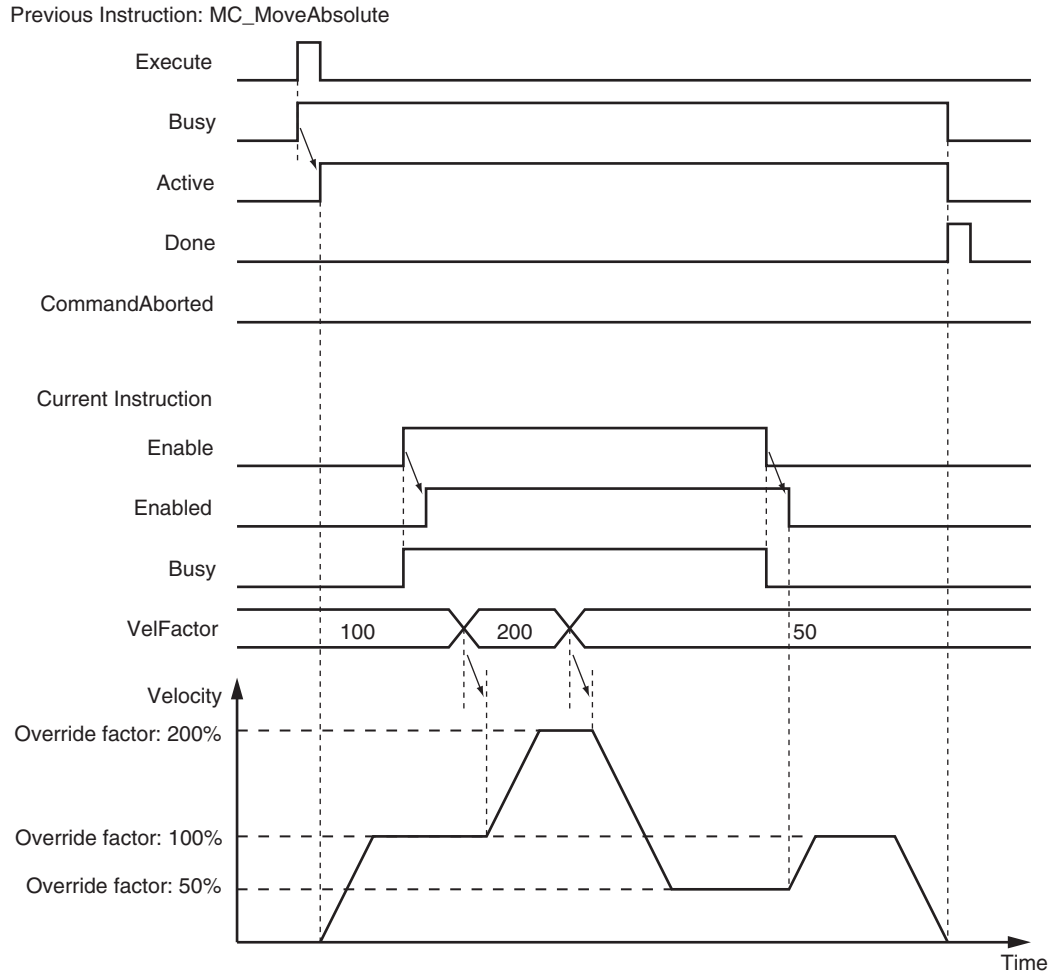 Previous Instruction: MC_MoveAbsolute
Execute
Busy
Active
Done
CommandAborted
Current Instruction
Enable
Enabled
Busy
VelFactor
100
200
50
Velocity
Override factor: 200%
Override factor: 100%
Override factor: 50%
Time